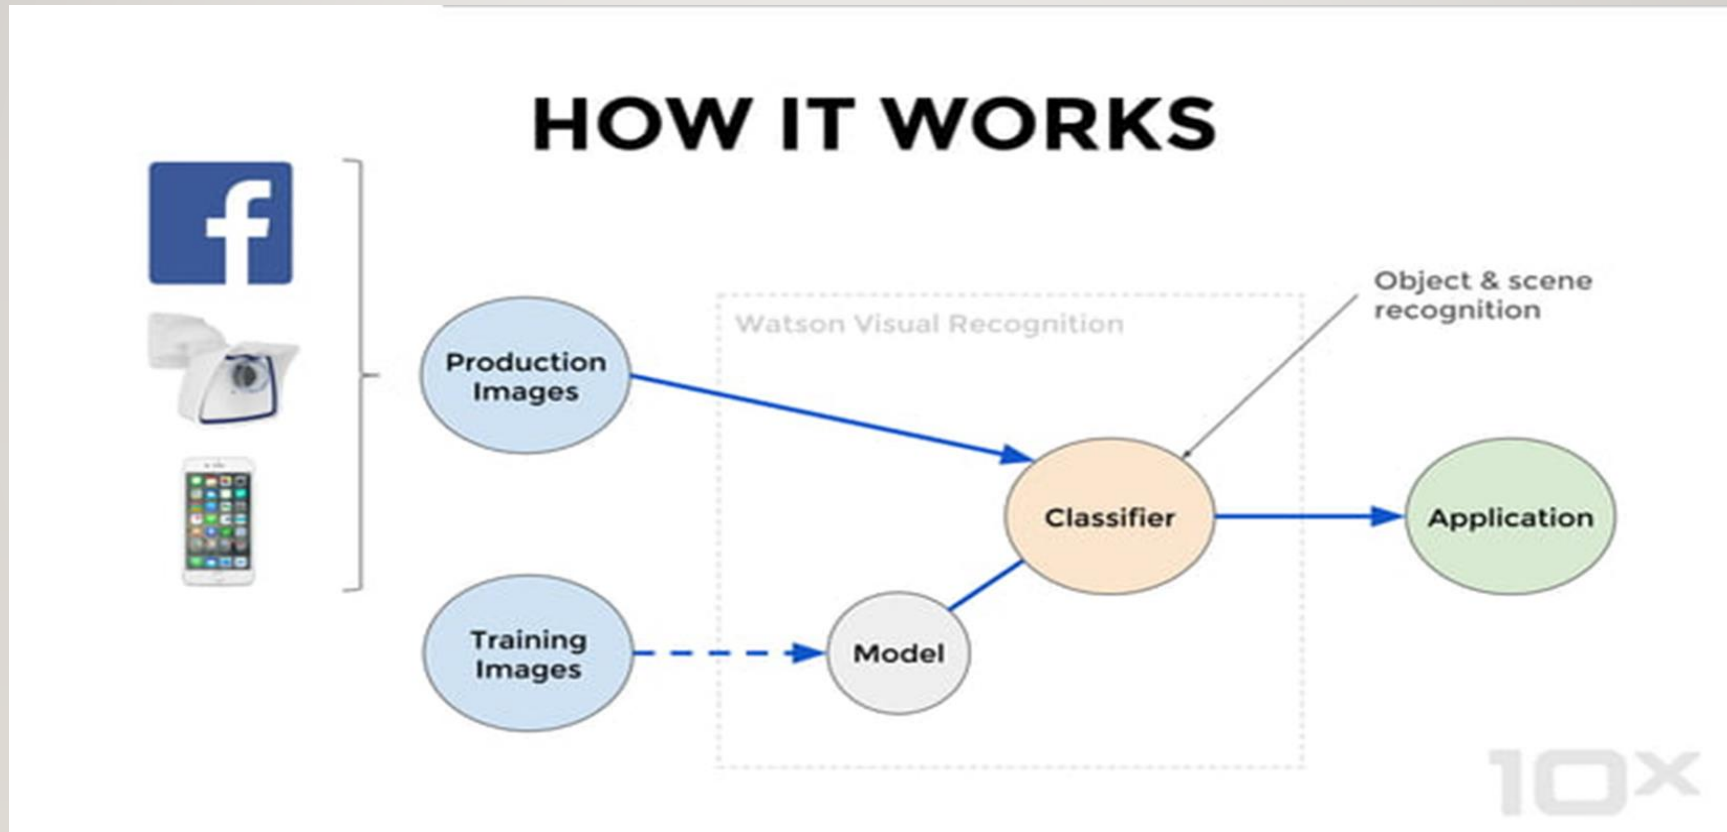 HOW IT WORKS
f
Object & scene
recognition
Watson Visual Recognition
Production
Images
Classifier
Application
Training
Images
Model
10x